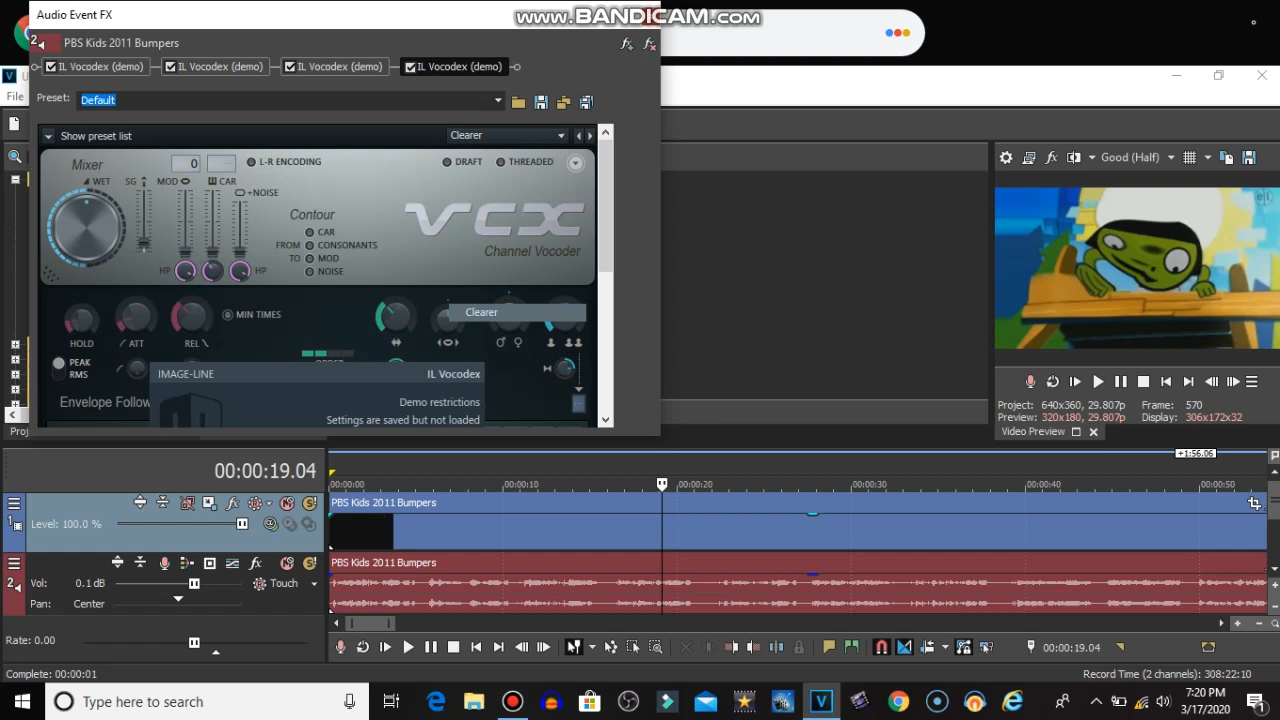 Audio Event FX
www.BANDICAM.com
PBS Kids 2011 Bumpers
IL Vocodex (demo)
IL Vocodex (demo)
IL Vocodex (demo)
IL Vocodex (demo)
File
Preset:
Default
Show preset list
Clearer
Mixer
0
L-R ENCODING
DRAFT
THREADED
WET
SG
MOD
CAR
+NOISE
Contour
CAR
FROM
CONSONANTS
TO
MOD
NOISE
HP
HP
VCX
Channel Vocoder
Good (Half)
Clearer
MIN TIMES
HOLD
ATT
REL
PEAK
RMS
ORDER
IMAGE-LINE
IL Vocodex
Demo restrictions
Settings are saved but not loaded
Envelope Follow
Project: 640x360, 29.807p
Frame: 570
Preview: 320x180, 29.807p
Display: 306x172x32
Video Preview
Proj
+1:56.06
00:00:19.04
00:00:00
00:00:10
00:00:20
00:00:30
00:00:40
00:00:50
PBS Kids 2011 Bumpers
1
Level: 100.0 %
PBS Kids 2011 Bumpers
2
Vol:
0.1 dB
Touch
Pan:
Center
Rate: 0.00
00:00:19.04
Complete: 00:00:01
Record Time (2 channels): 308:22:10
Type here to search
7:20 PM
3/17/2020